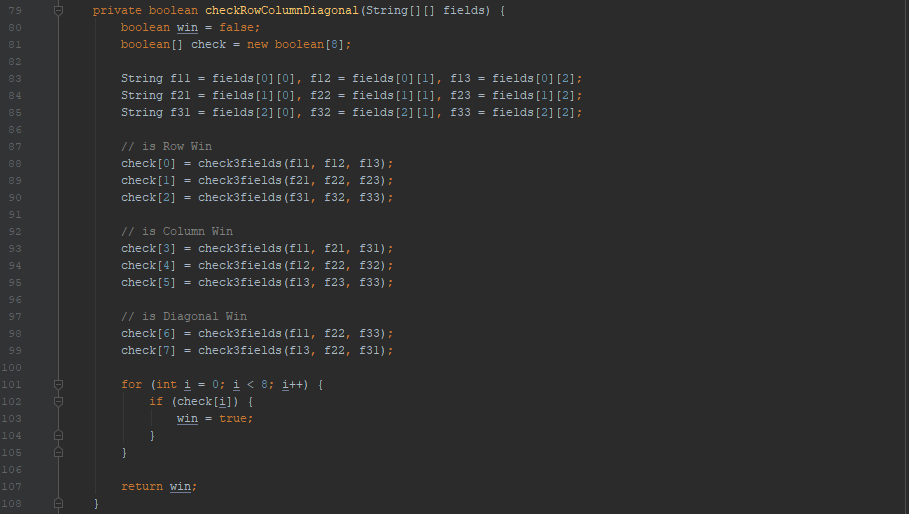 79 private boolean checkRowColumnDiagonal(String[][] fields) {
80 boolean win = false;
81 boolean[] check = new boolean[8];
82
83 String f11 = fields[0][0], f12 = fields[0][1], f13 = fields[0][2];
84 String f21 = fields[1][0], f22 = fields[1][1], f23 = fields[1][2];
85 String f31 = fields[2][0], f32 = fields[2][1], f33 = fields[2][2];
86
87 // is Row Win
88 check[0] = check3fields(f11, f12, f13);
89 check[1] = check3fields(f21, f22, f23);
90 check[2] = check3fields(f31, f32, f33);
91
92 // is Column Win
93 check[3] = check3fields(f11, f21, f31);
94 check[4] = check3fields(f12, f22, f32);
95 check[5] = check3fields(f13, f23, f33);
96
97 // is Diagonal Win
98 check[6] = check3fields(f11, f22, f33);
99 check[7] = check3fields(f13, f22, f31);
100
101 for (int i = 0; i < 8; i++) {
102 if (check[i]) {
103 win = true;
104 }
105 }
106
107 return win;
108 }